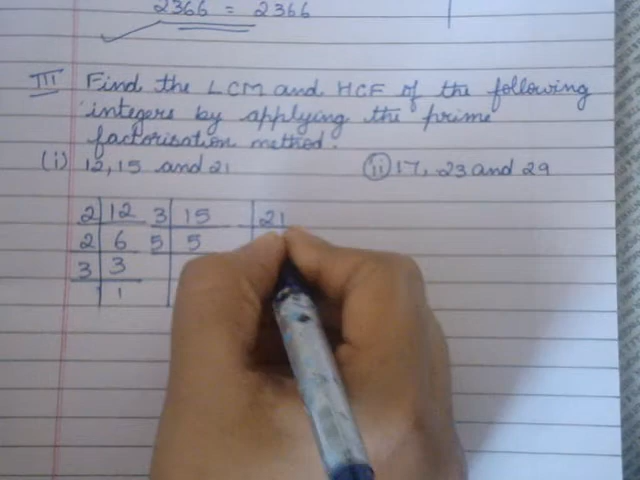 2366 = 2366
III Find the LCM and HCF of the following
integers by applying the prime
factorisation method.
(i) 12, 15 and 21 (ii) 17, 23 and 29
2 12 3 15 21
2 6 5 5
3 3
1 1